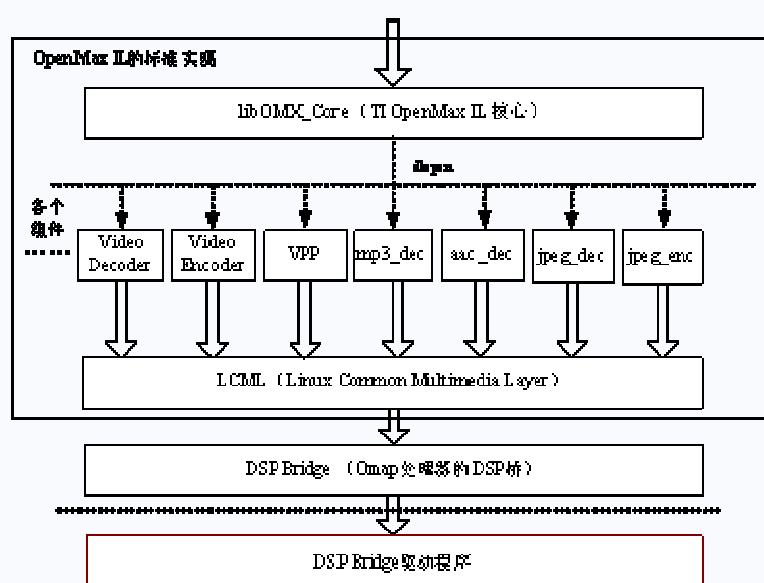 OpenMax IL的标准实现
libOMX_Core（TI OpenMax IL 核心）
dlopen
各个
组件
Video
Decoder
Video
Encoder
VPP
mp3_dec
aac_dec
jpeg_dec
jpeg_enc
LCML（Linux Common Multimedia Layer）
DSP Bridge （Omap处理器的DSP桥）
DSP Bridge驱动程序